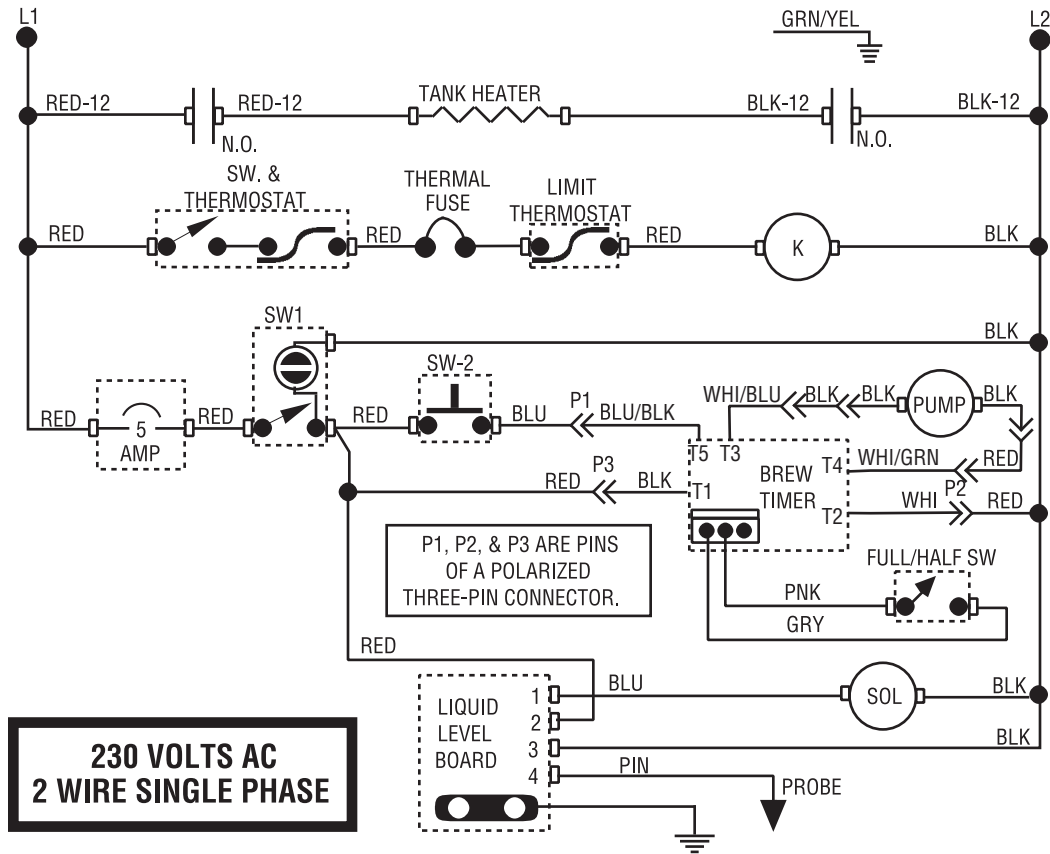 L1
GRN/YEL
L2
RED-12
RED-12
TANK HEATER
BLK-12
BLK-12
N.O.
N.O.
SW. &
THERMOSTAT
THERMAL
FUSE
LIMIT
THERMOSTAT
RED
RED
RED
K
BLK
SW1
BLK
SW-2
RED
5
AMP
RED
RED
BLU
P1
BLU/BLK
WHI/BLU
BLK
BLK
PUMP
BLK
T5
T3
T4
WHI/GRN
RED
RED
P3
BLK
T1
BREW
TIMER
T2
WHI
P2
RED
P1, P2, & P3 ARE PINS
OF A POLARIZED
THREE-PIN CONNECTOR.
FULL/HALF SW
PNK
GRY
RED
LIQUID
LEVEL
BOARD
1
2
3
4
BLU
SOL
BLK
BLK
PIN
PROBE
230 VOLTS AC
2 WIRE SINGLE PHASE